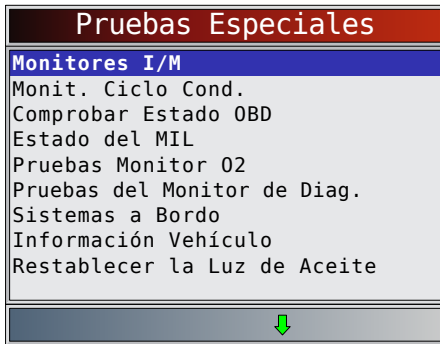 Pruebas Especiales
Monitores I/M
Monit. Ciclo Cond.
Comprobar Estado OBD
Estado del MIL
Pruebas Monitor O2
Pruebas del Monitor de Diag.
Sistemas a Bordo
Información Vehículo
Restablecer la Luz de Aceite